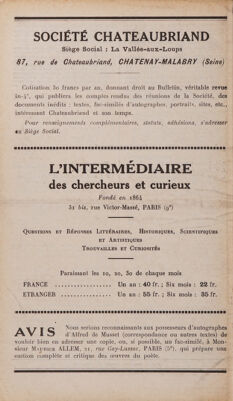 SOCIÉTÉ CHATEAUBRIAND
Siège Social : La Vallée-aux-Loups
87, rue de Chateaubriand, CHATENAY-MALABRY (Seine)
Cotisation 30 francs par an, donnant droit au Bulletin, véritable revue
in-4°, qui publiera les comptes rendus des réunions de la Société, des
documents inédits : textes, fac-similés d'autographes, portraits, sites, etc.,
intéressant Chateaubriand et son temps.
Pour renseignements complémentaires, statuts, adhésions, s'adresser
au Siège Social.
L'INTERMÉDIAIRE
des chercheurs et curieux
Fondé en 1864
31 bis, rue Victor-Massé, PARIS (9e)
Questions et Réponses Littéraires, Historiques, Scientifiques
et Artistiques
Trouvailles et Curiosités
Paraissant les 10, 20, 30 de chaque mois
FRANCE Un an : 40 fr. ; Six mois : 22 fr.
ETRANGER Un an : 55 fr. ; Six mois : 35 fr.
AVIS Nous serions reconnaissants aux possesseurs d'autographes
d'Alfred de Musset (correspondance ou autres textes) de
vouloir bien en adresser une copie, ou, si possible, un fac-similé, à Mon-
sieur Maurice ALLEM, 21, rue Gay-Lussac, PARIS (5e), qui prépare une
édition complète et critique des œuvres du poète.